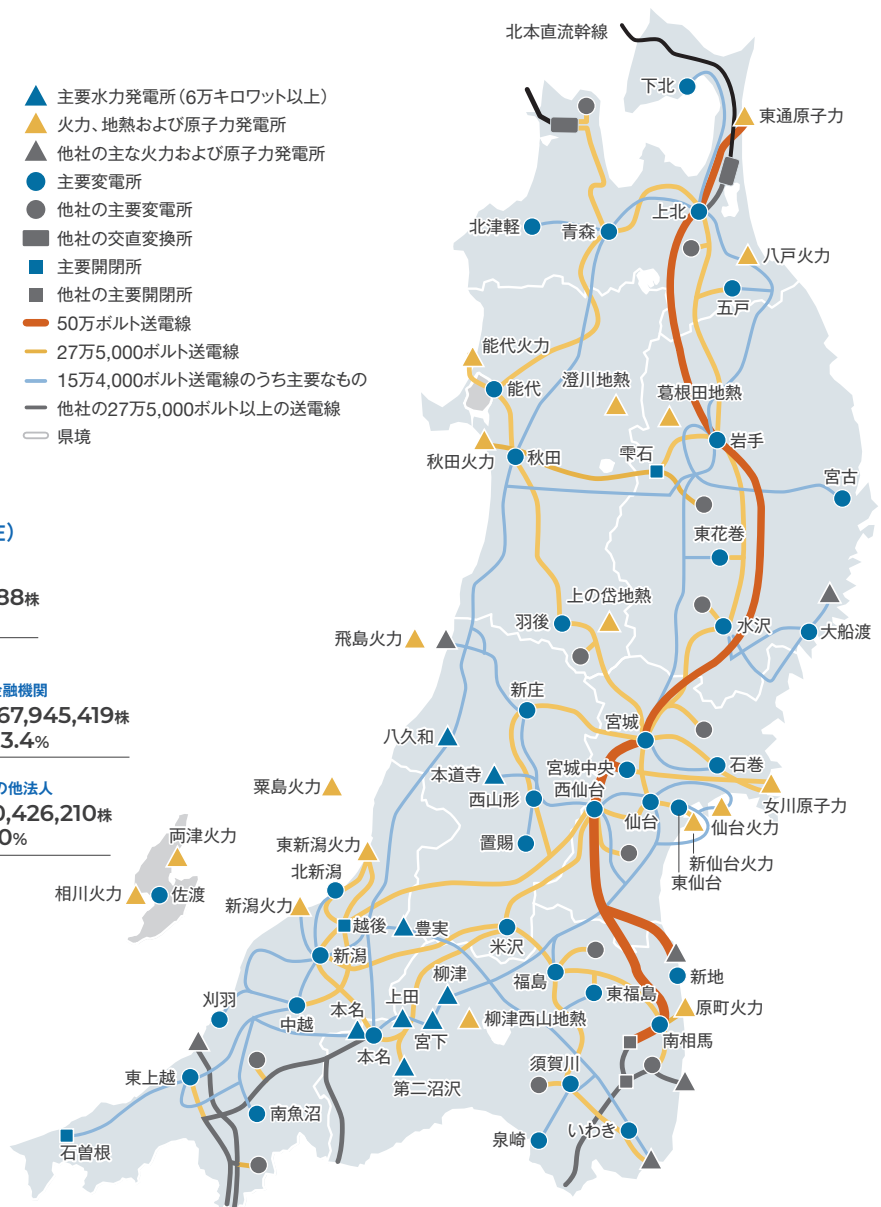 北本直流幹線
主要水力発電所(6万キロワット以上)
火力、地熱および原子力発電所
他社の主な火力および原子力発電所
主要変電所
他社の主要変電所
他社の交直変換所
主要開閉所
他社の主要開閉所
50万ボルト送電線
27万5,000ボルト送電線
15万4,000ボルト送電線のうち主要なもの
他社の27万5,000ボルト以上の送電線
県境
下北
東通原子力
上北
北津軽
青森
八戸火力
五戸
能代火力
能代
澄川地熱
葛根田地熱
岩手
秋田火力
秋田
雫石
宮古
東花巻
88株
上の岱地熱
羽後
水沢
大船渡
飛島火力
融機関
67,945,419株
3.4%
新庄
宮城
八久和
宮城中央
石巻
本道寺
西仙台
粟島火力
西山形
女川原子力
の他法人
0,426,210株
0%
仙台
仙台火力
置賜
新仙台火力
東仙台
両津火力
東新潟火力
北新潟
相川火力
佐渡
新潟火力
越後
豊実
米沢
新潟
柳津
福島
新地
東福島
刈羽
中越
本名
上田
宮下
柳津西山地熱
原町火力
南相馬
本名
第二沼沢
須賀川
東上越
南魚沼
石曽根
泉崎
いわき